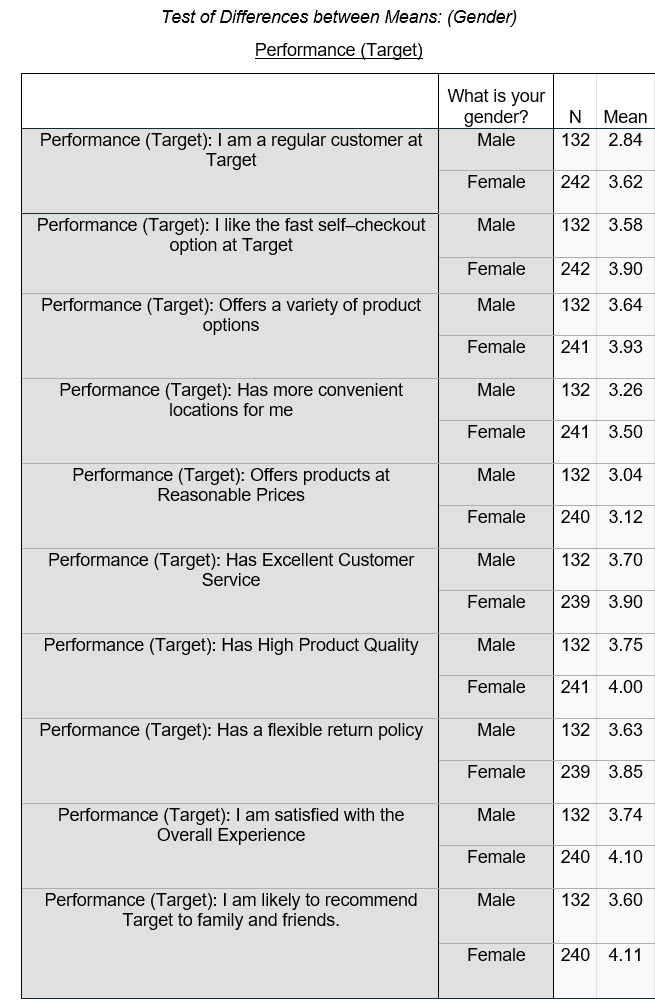 Test of Differences between Means: (Gender)
Performance (Target)
What is your
gender? N Mean
Performance (Target): I am a regular customer at
Target
Male 132 2.84
Female 242 3.62
Performance (Target): I like the fast self–checkout
option at Target
Male 132 3.58
Female 242 3.90
Performance (Target): Offers a variety of product
options
Male 132 3.64
Female 241 3.93
Performance (Target): Has more convenient
locations for me
Male 132 3.26
Female 241 3.50
Performance (Target): Offers products at
Reasonable Prices
Male 132 3.04
Female 240 3.12
Performance (Target): Has Excellent Customer
Service
Male 132 3.70
Female 239 3.90
Performance (Target): Has High Product Quality
Male 132 3.75
Female 241 4.00
Performance (Target): Has a flexible return policy
Male 132 3.63
Female 239 3.85
Performance (Target): I am satisfied with the
Overall Experience
Male 132 3.74
Female 240 4.10
Performance (Target): I am likely to recommend
Target to family and friends.
Male 132 3.60
Female 240 4.11